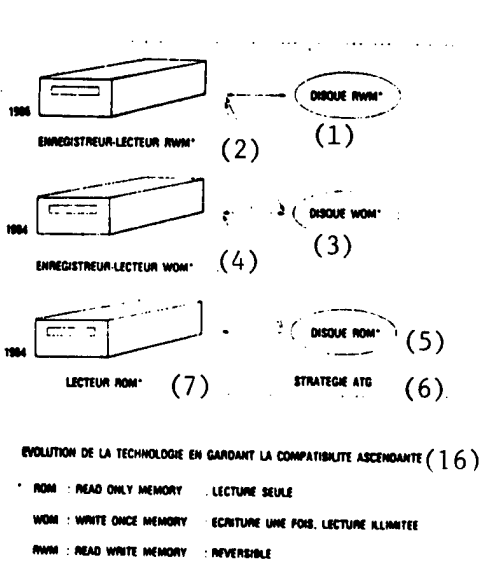 DISQUE RWM*
1986
ENREGISTREUR-LECTEUR RWM*
(2)
(1)
DISQUE WOM*
1984
ENREGISTREUR-LECTEUR WOM*
(4)
(3)
DISQUE ROM*
(5)
1984
LECTEUR ROM*
(7)
STRATEGIE ATG
(6)
EVOLUTION DE LA TECHNOLOGIE EN GARDANT LA COMPATIBILITE ASCENDANTE (16)
* ROM : READ ONLY MEMORY : LECTURE SEULE
WOM : WRITE ONCE MEMORY : ECRITURE UNE FOIS, LECTURE ILLIMITEE
RWM : READ WRITE MEMORY : REVERSIBLE